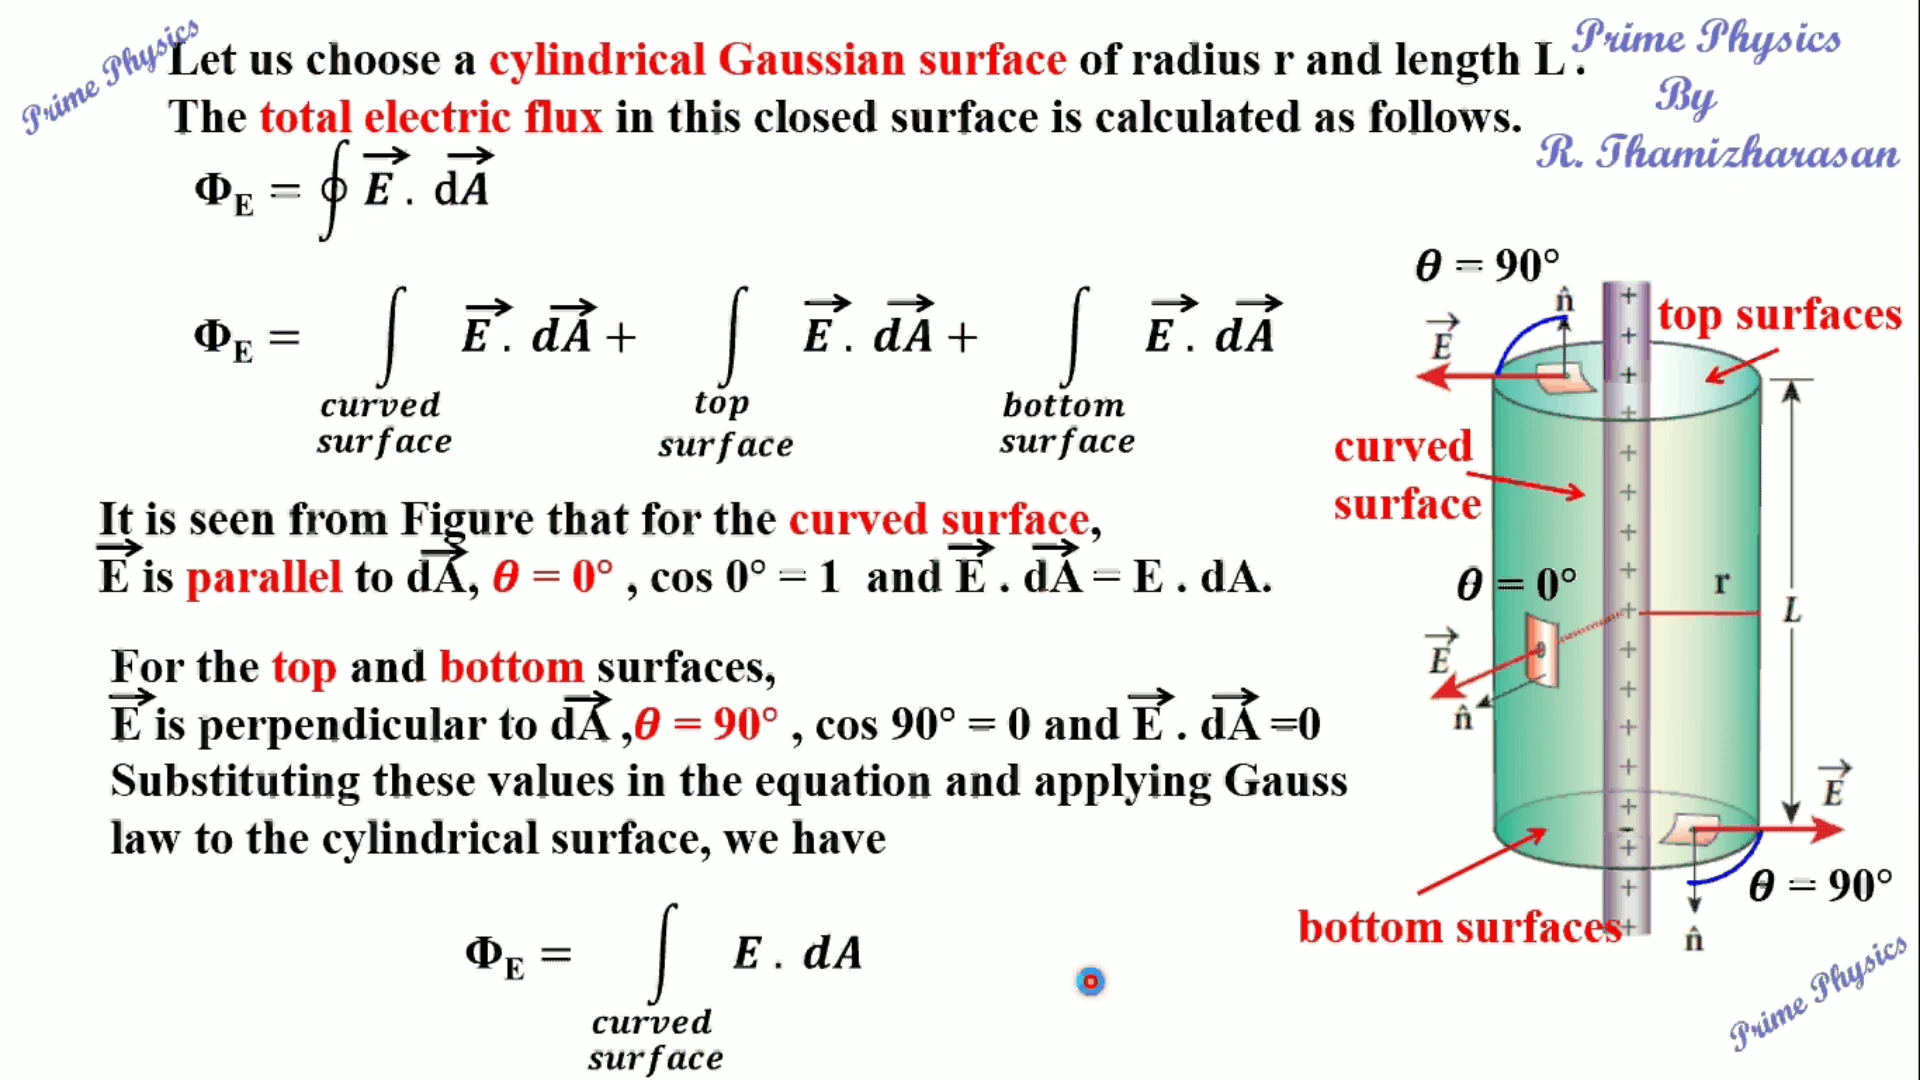 Prime Physics
Let us choose a cylindrical Gaussian surface of radius r and length L .
The total electric flux in this closed surface is calculated as follows.
Prime Physics
By
R. Thamizharasan
Φ_E = ∮ E⃗ . dA⃗
Φ_E = ∫ E⃗ . dA⃗ + ∫ E⃗ . dA⃗ + ∫ E⃗ . dA⃗
curved top bottom
surface surface surface
It is seen from Figure that for the curved surface,
E⃗ is parallel to dA⃗, θ = 0° , cos 0° = 1 and E⃗ . dA⃗ = E . dA.
For the top and bottom surfaces,
E⃗ is perpendicular to dA⃗ ,θ = 90° , cos 90° = 0 and E⃗ . dA⃗ =0
Substituting these values in the equation and applying Gauss
law to the cylindrical surface, we have
Φ_E = ∫ E . dA
curved
surface
θ = 90°
n̂
E⃗
top surfaces
curved
surface
θ = 0°
r
L
E⃗
n̂
E⃗
θ = 90°
bottom surfaces
n̂
Prime Physics